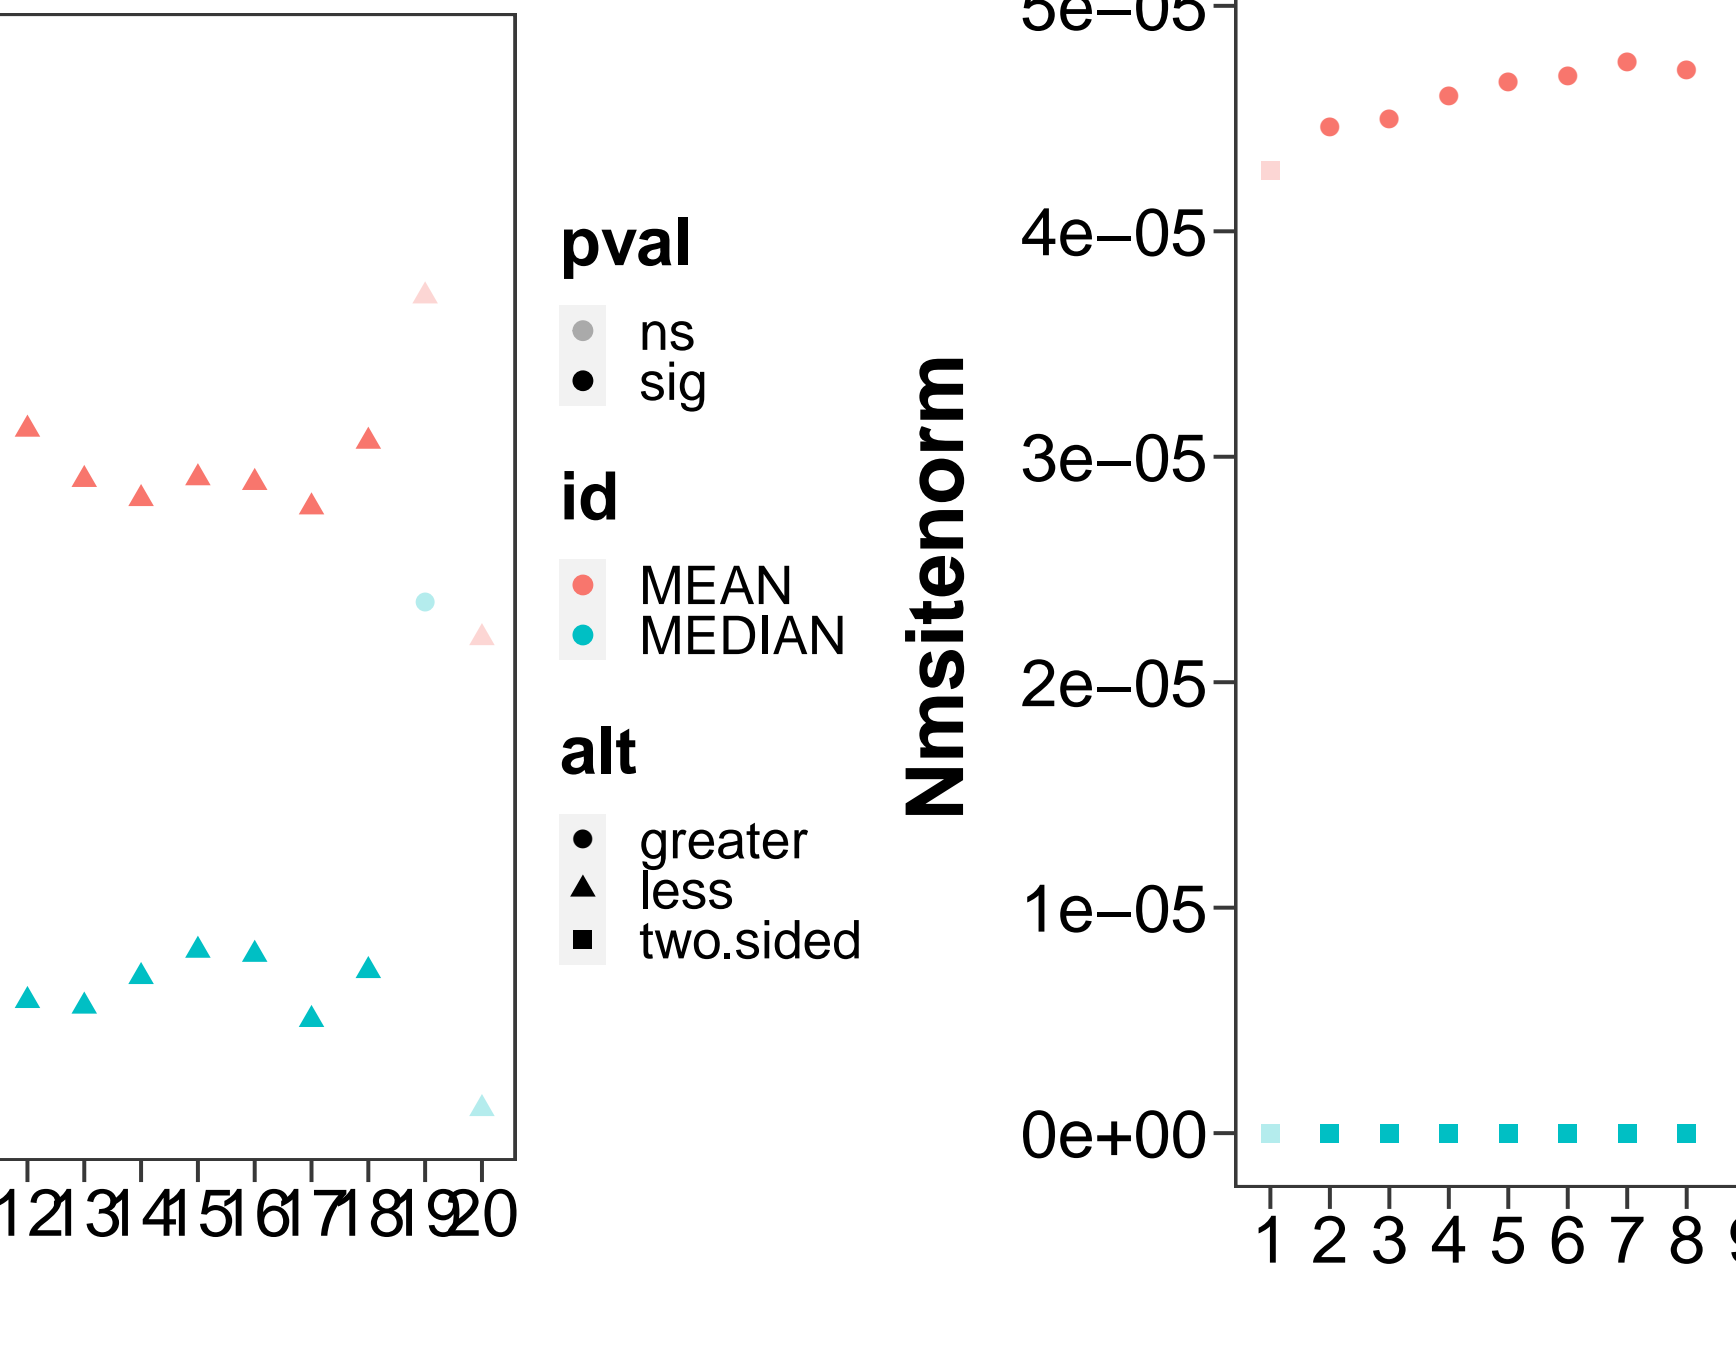 12 13 14 15 16 17 18 19 20
pval
ns
sig
id
MEAN
MEDIAN
alt
greater
less
two.sided
Nmsitenorm
5e−05
4e−05
3e−05
2e−05
1e−05
0e+00
1 2 3 4 5 6 7 8